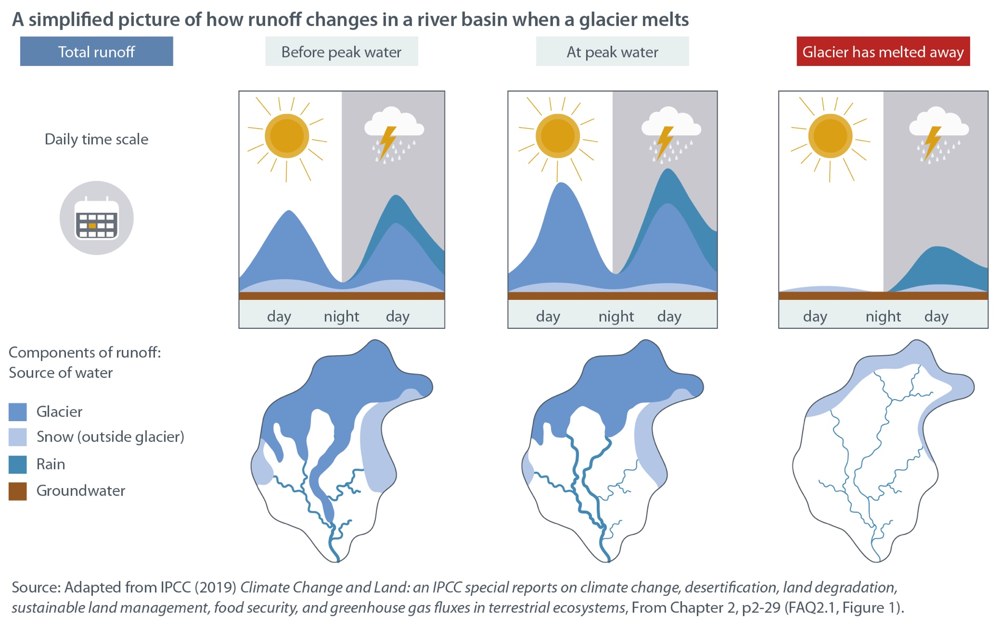 A simplified picture of how runoff changes in a river basin when a glacier melts
Total runoff
Before peak water
At peak water
Glacier has melted away
Daily time scale
day night day
day night day
day night day
Components of runoff:
Source of water
Glacier
Snow (outside glacier)
Rain
Groundwater
Source: Adapted from IPCC (2019) Climate Change and Land: an IPCC special reports on climate change, desertification, land degradation,
sustainable land management, food security, and greenhouse gas fluxes in terrestrial ecosystems, From Chapter 2, p2-29 (FAQ2.1, Figure 1).